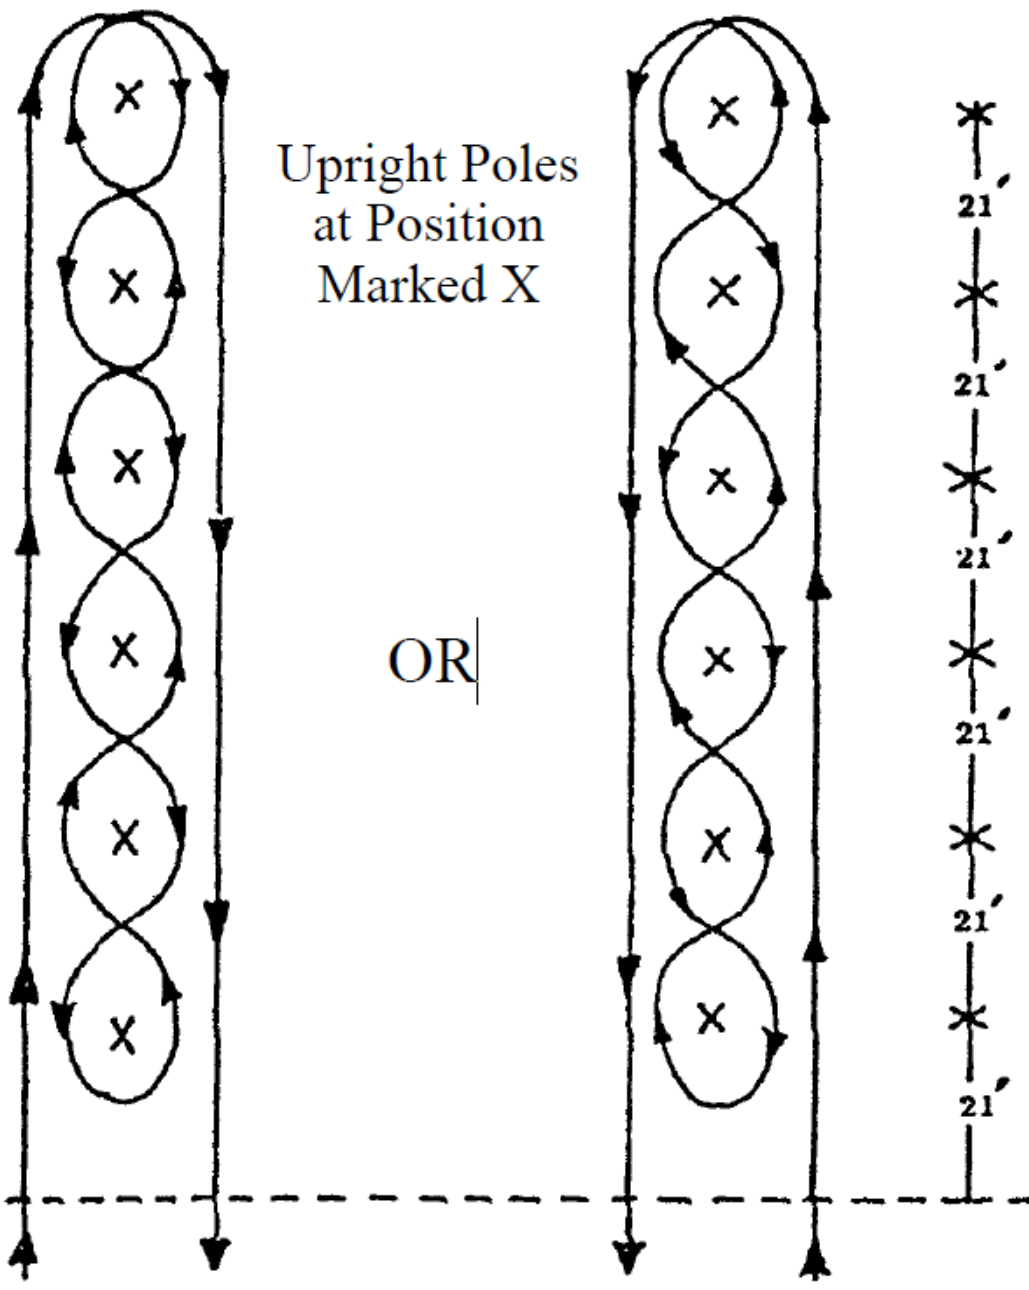 X
X
X
X
X
X
Upright Poles
at Position
Marked X
OR
X
X
X
X
X
X
21'
21'
21'
21'
21'
21'